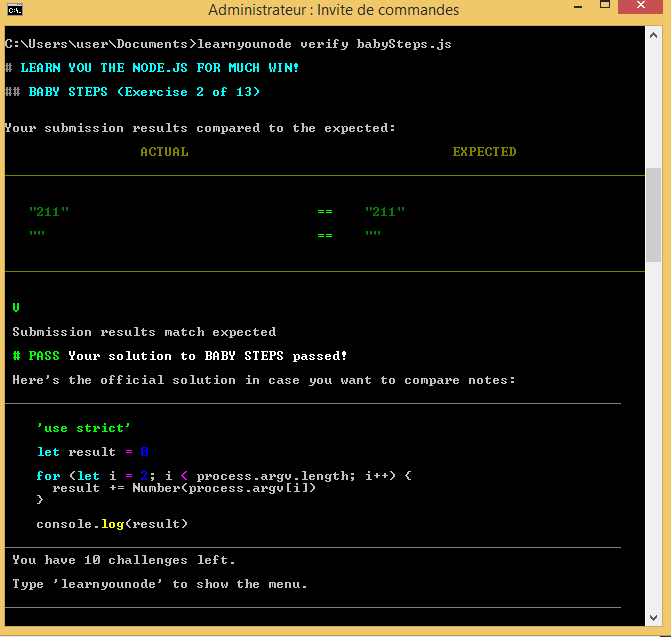 Administrateur : Invite de commandes
C:\Users\user\Documents>learnyounode verify babySteps.js
# LEARN YOU THE NODE.JS FOR MUCH WIN!
## BABY STEPS (Exercise 2 of 13)
Your submission results compared to the expected:
ACTUAL EXPECTED
"211" == "211"
"" == ""
V
Submission results match expected
# PASS Your solution to BABY STEPS passed!
Here's the official solution in case you want to compare notes:
'use strict'
let result = 0
for (let i = 2; i < process.argv.length; i++) {
result += Number(process.argv[i])
}
console.log(result)
You have 10 challenges left.
Type 'learnyounode' to show the menu.